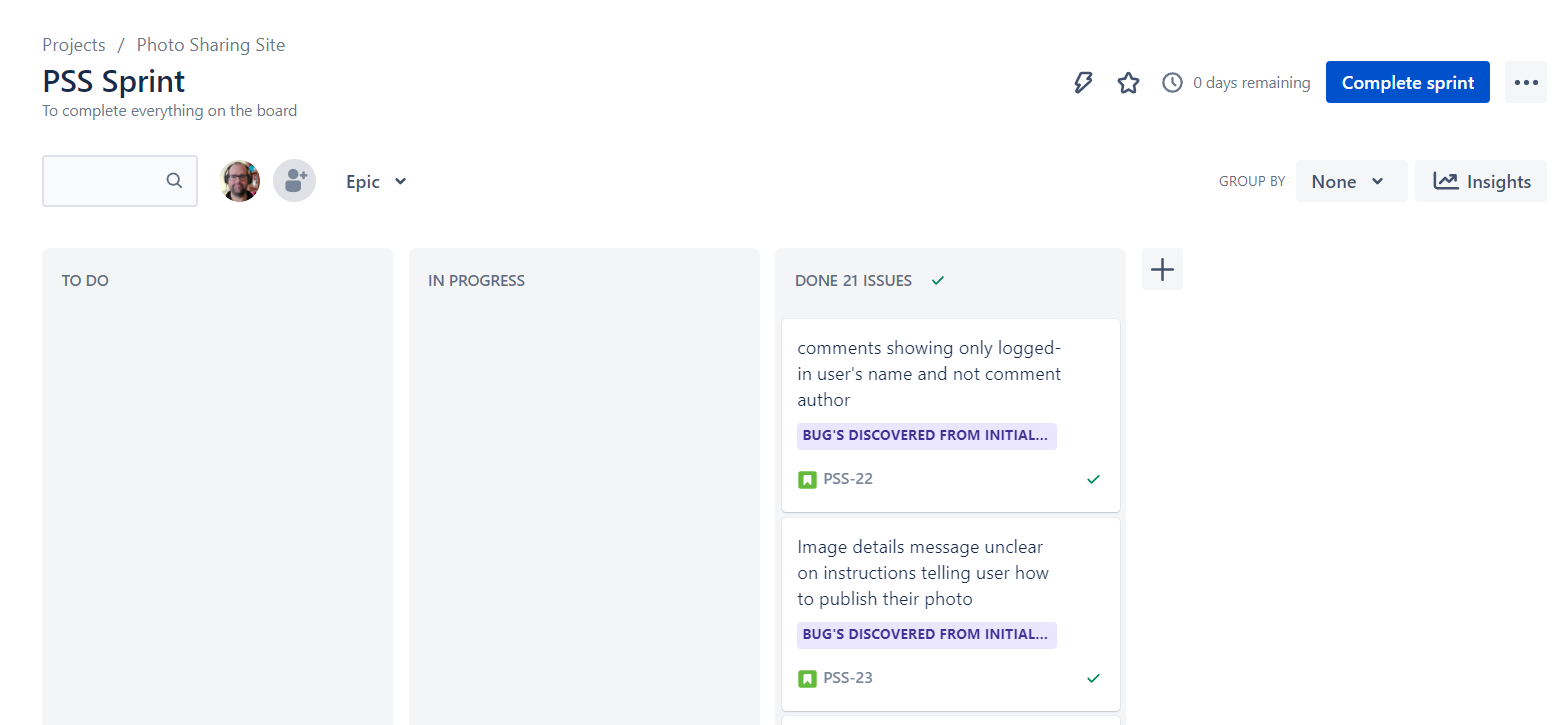 Projects / Photo Sharing Site
PSS Sprint
To complete everything on the board
0 days remaining
Complete sprint
Epic
GROUP BY
None
Insights
TO DO
IN PROGRESS
DONE 21 ISSUES
comments showing only logged-
in user's name and not comment
author
BUG'S DISCOVERED FROM INITIAL...
PSS-22
Image details message unclear
on instructions telling user how
to publish their photo
BUG'S DISCOVERED FROM INITIAL...
PSS-23